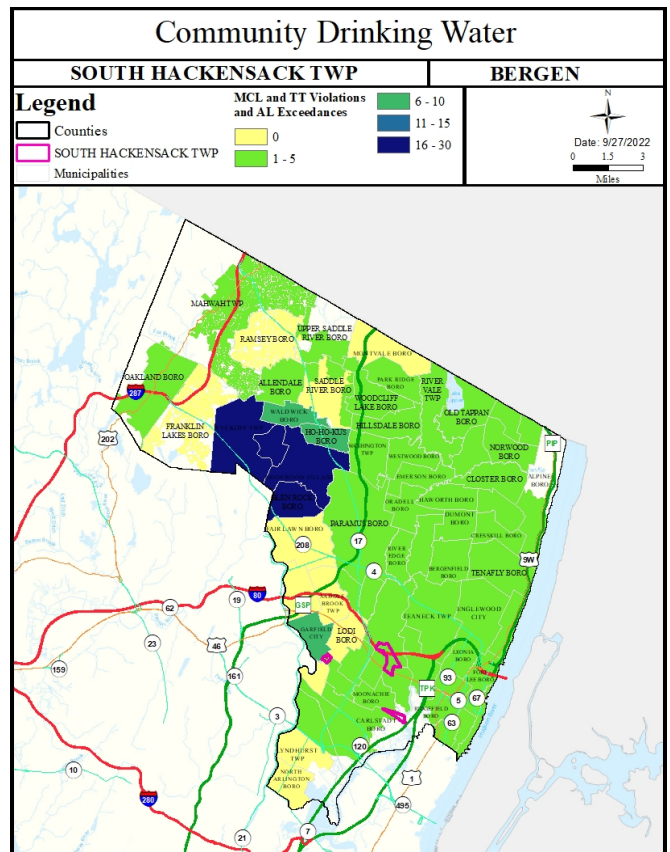 Community Drinking Water
SOUTH HACKENSACK TWP
BERGEN
Legend
Counties
SOUTH HACKENSACK TWP
Municipalities
MCL and TT Violations
and AL Exceedances
0
1 - 5
6 - 10
11 - 15
16 - 30
N
Date: 9/27/2022
0 1.5 3
Miles
MAHWAH TWP
RAMSEY BORO
UPPER SADDLE
RIVER BORO
MONTVALE BORO
OAKLAND BORO
287
ALLENDALE
BORO
SADDLE
RIVER BORO
PARK RIDGE
BORO
RIVER
VALE TWP
WOODCLIFF
LAKE BORO
OLD TAPPAN
BORO
FRANKLIN
LAKES BORO
202
WALDWICK
BORO
HO-HO-KUS
BORO
HILLSDALE BORO
WASHINGTON
TWP
WESTWOOD BORO
NORWOOD
BORO
PIP
EMERSON BORO
CLOSTER BORO
ALPINE
BORO
GLEN ROCK
BORO
ORADELL
BORO
HAWORTH BORO
DUMONT
BORO
FAIR LAWN BORO
PARAMUS BORO
CRESSKILL BORO
208
17
4
RIVER
EDGE
BORO
BERGENFIELD
BORO
TENAFLY BORO
9W
80
19
62
GSP
BROOK
TWP
GARFIELD
CITY
LODI
BORO
TEANECK TWP
ENGLEWOOD
CITY
46
23
159
161
LEONIA
BORO
FORT
LEE BORO
93
TPK
5
67
63
MOONACHIE
BORO
CARLSTADT
BORO
RIDGEFIELD
BORO
3
120
LYNDHURST
TWP
NORTH
ARLINGTON
BORO
10
280
1
495
21
7